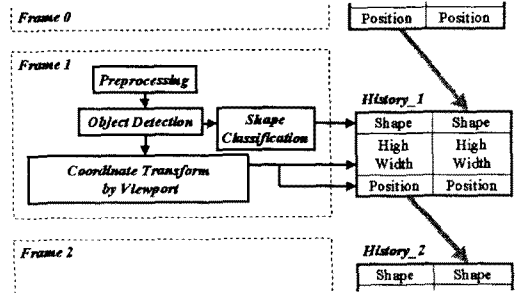 Frame 0
Position Position
Frame 1
Preprocessing
Object Detection
Shape
Classification
Coordinate Transform
by Viewport
History_1
Shape Shape
High High
Width Width
Position Position
Frame 2
History_2
Shape Shape